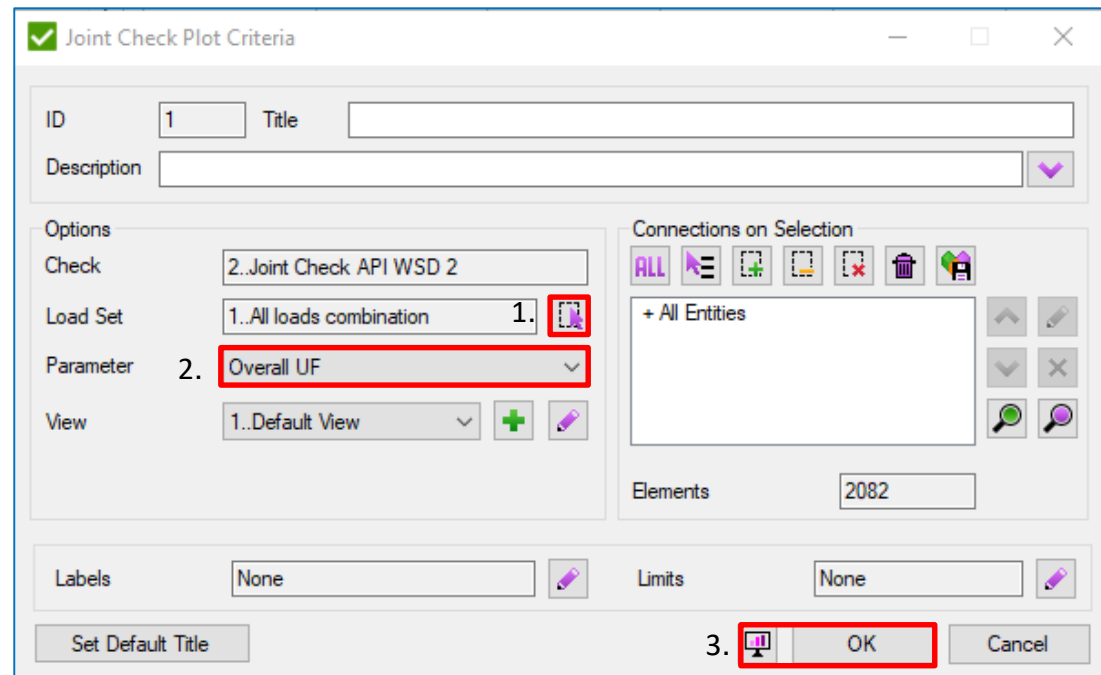 Joint Check Plot Criteria
ID 1 Title
Description
Options
Check 2..Joint Check API WSD 2
Load Set 1..All loads combination 1.
Parameter 2. Overall UF
View 1..Default View
Connections on Selection
ALL
+ All Entities
Elements 2082
Labels None
Limits None
Set Default Title
3. OK Cancel